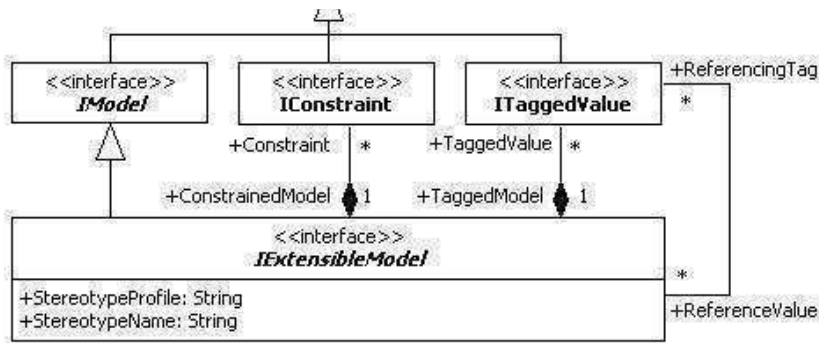 <<interface>>
IModel
<<interface>>
IConstraint
<<interface>>
ITaggedValue
+ReferencingTag
*
+Constraint
*
+TaggedValue
*
+ConstrainedModel
1
+TaggedModel
1
<<interface>>
IExtensibleModel
*
+StereotypeProfile: String
+StereotypeName: String
+ReferenceValue